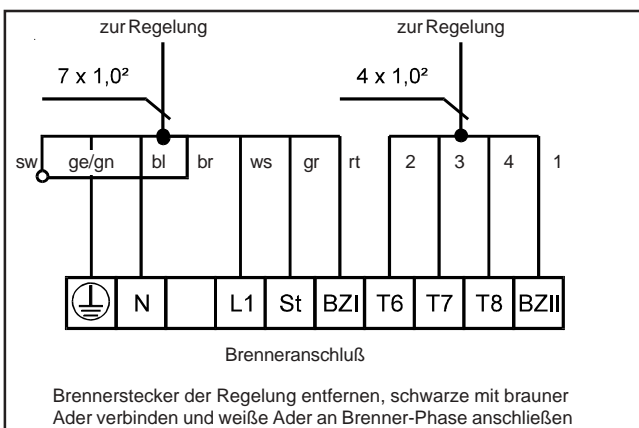 zur Regelung zur Regelung
7 x 1,0² 4 x 1,0²
sw ge/gn bl br ws gr rt 2 3 4 1
N L1 St BZI T6 T7 T8 BZII
Brenneranschluß
Brennerstecker der Regelung entfernen, schwarze mit brauner
Ader verbinden und weiße Ader an Brenner-Phase anschließen